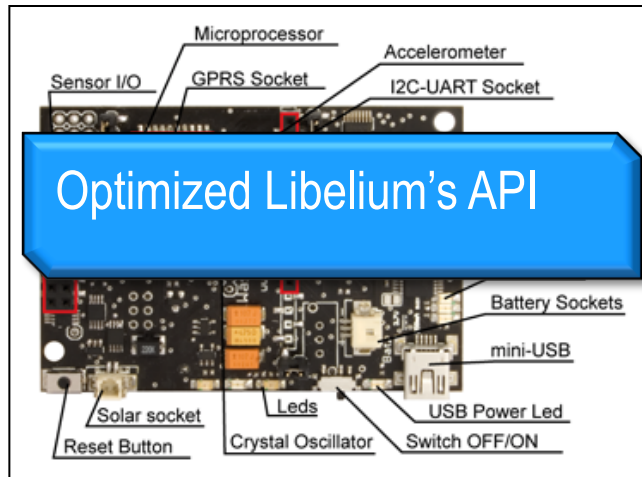 Microprocessor
Accelerometer
Sensor I/O
GPRS Socket
I2C-UART Socket
Optimized Libelium's API
Battery Sockets
mini-USB
Solar socket
Leds
USB Power Led
Reset Button
Crystal Oscillator
Switch OFF/ON